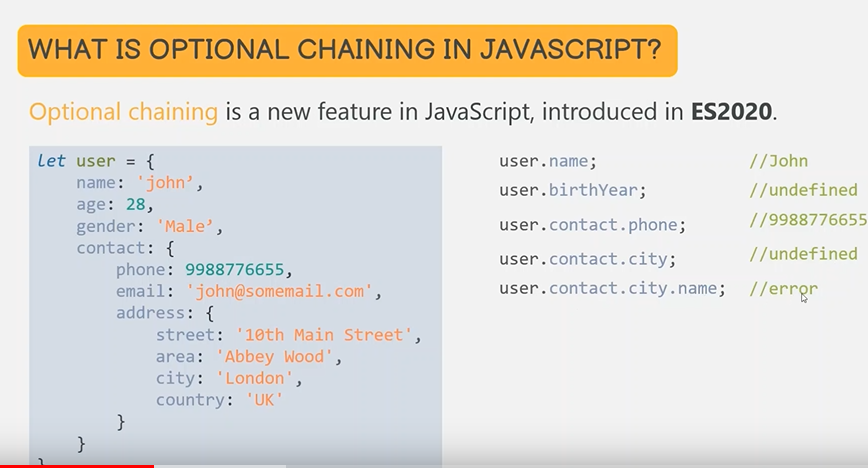 WHAT IS OPTIONAL CHAINING IN JAVASCRIPT?
Optional chaining is a new feature in JavaScript, introduced in ES2020.
let user = {
name: 'john’,
age: 28,
gender: 'Male’,
contact: {
phone: 9988776655,
email: 'john@somemail.com',
address: {
street: '10th Main Street',
area: 'Abbey Wood',
city: 'London',
country: 'UK'
}
}
}
user.name; //John
user.birthYear; //undefined
user.contact.phone; //9988776655
user.contact.city; //undefined
user.contact.city.name; //error